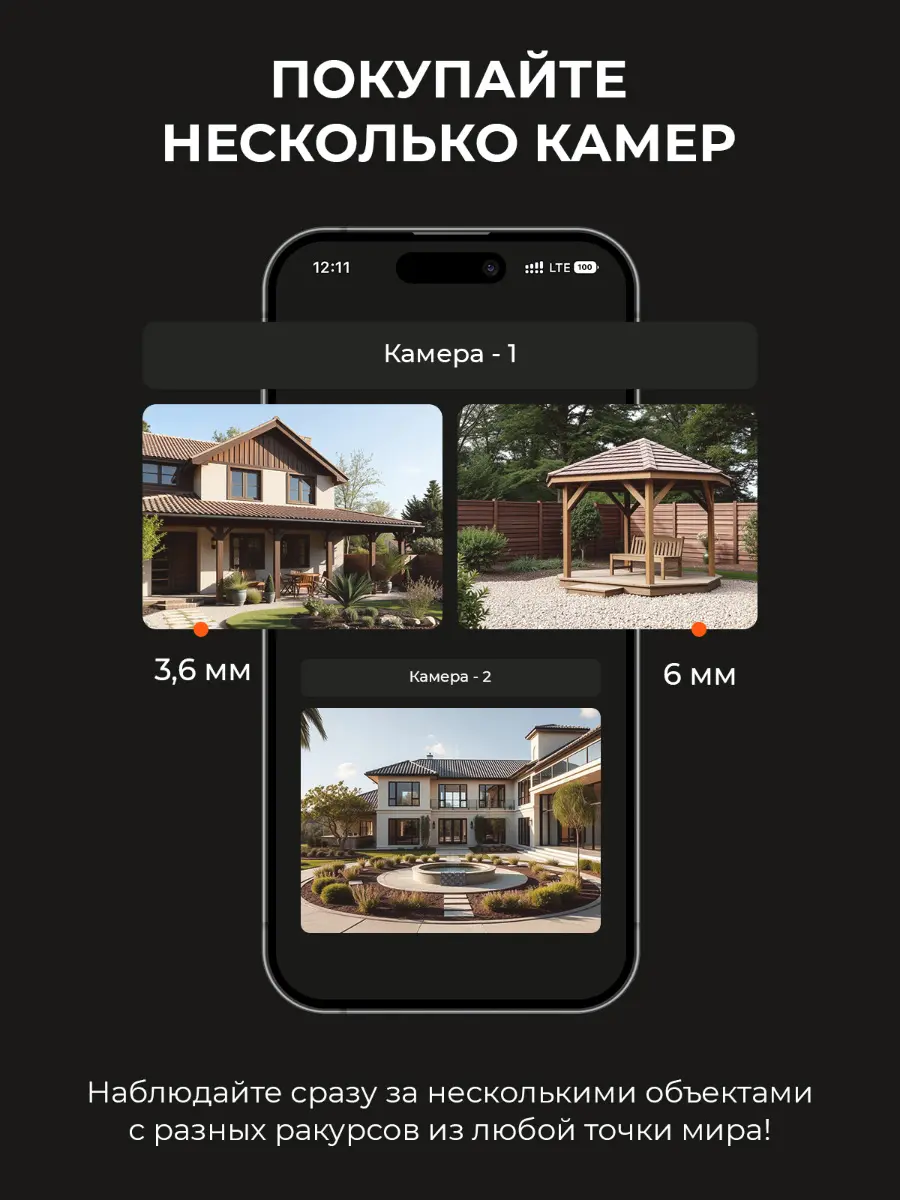 ПОКУПАЙТЕ
НЕСКОЛЬКО КАМЕР
12:11
LTE 100
Камера - 1
3,6 мм
6 мм
Камера - 2
Наблюдайте сразу за несколькими объектами
с разных ракурсов из любой точки мира!